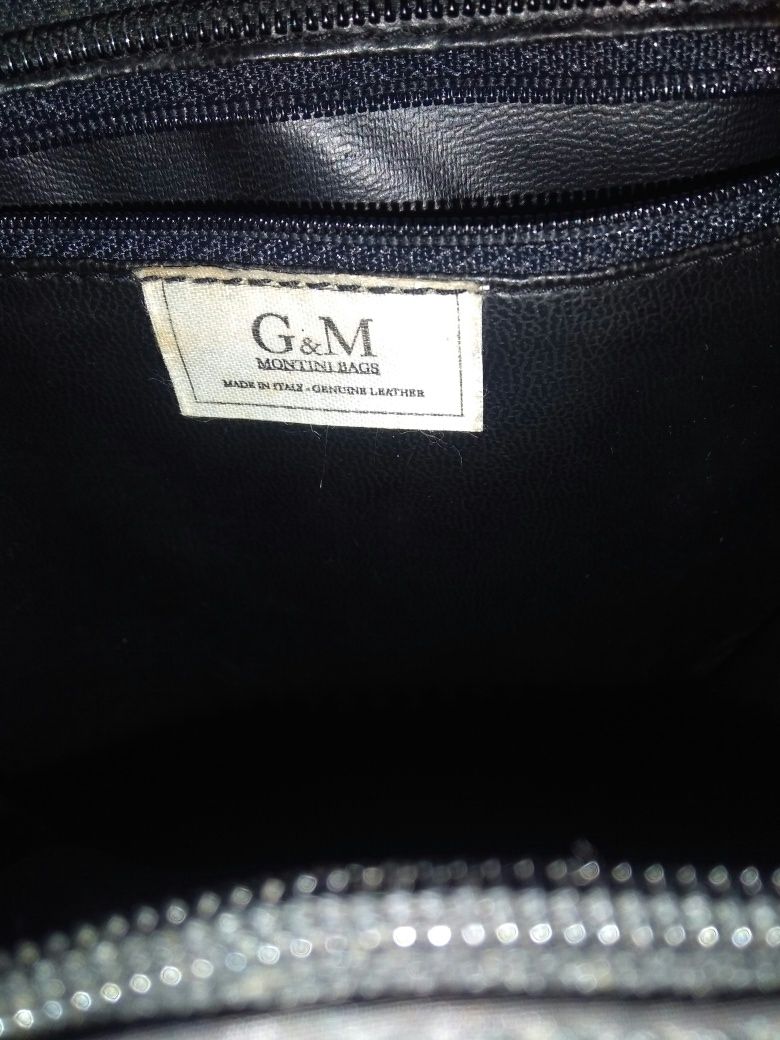 G&M
MONTINI BAGS
MADE IN ITALY - GENUINE LEATHER